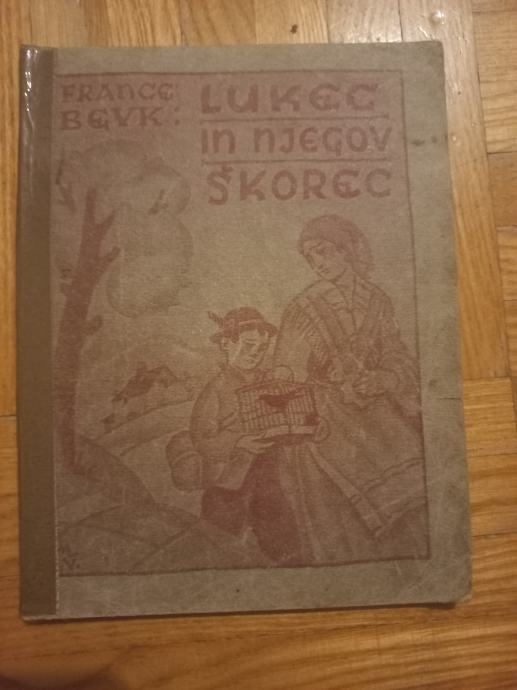 FRANCE
BEVK:
LUKEC
IN NJEGOV
ŠKOREC